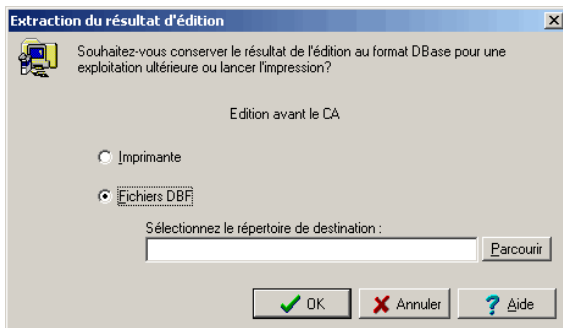 Extraction du résultat d'édition
Souhaitez-vous conserver le résultat de l'édition au format DBase pour une
exploitation ultérieure ou lancer l'impression?
Edition avant le CA
Imprimante
Fichiers DBF
Sélectionnez le répertoire de destination :
Parcourir
OK
Annuler
Aide